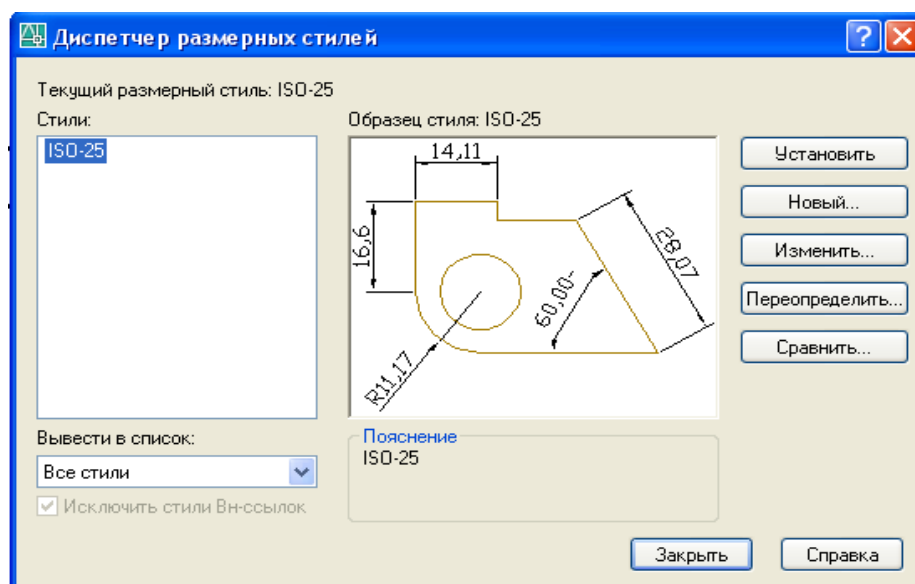 Диспетчер размерных стилей
Текущий размерный стиль: ISO-25
Стили:
ISO-25
Образец стиля: ISO-25
14,11
16,6
28,07
60,00-
R11,17
Установить
Новый...
Изменить...
Переопределить...
Сравнить...
Вывести в список:
Все стили
Исключить стили Вн-ссылок
Пояснение
ISO-25
Закрыть
Справка